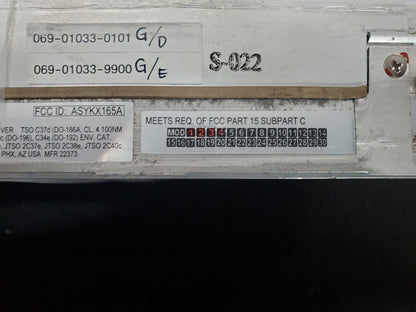 069-01033-0101 G/D
069-01033-9900 G/E
S-022
FCC ID: ASYKX165A
VER TSO C37d (DO-186A, CL. 4 100NM
(DO-196), C34e (DO-192) ENV. CAT.
JTSO 2C37e, JTSO 2C38e, JTSO 2C40c
PHX, AZ USA MFR 22373
MEETS REQ. OF FCC PART 15 SUBPART C
MOD 1 2 3 4 5 6 7 8 9 10 11 12 13 14
15 16 17 18 19 20 21 22 23 24 25 26 27 28 29 30